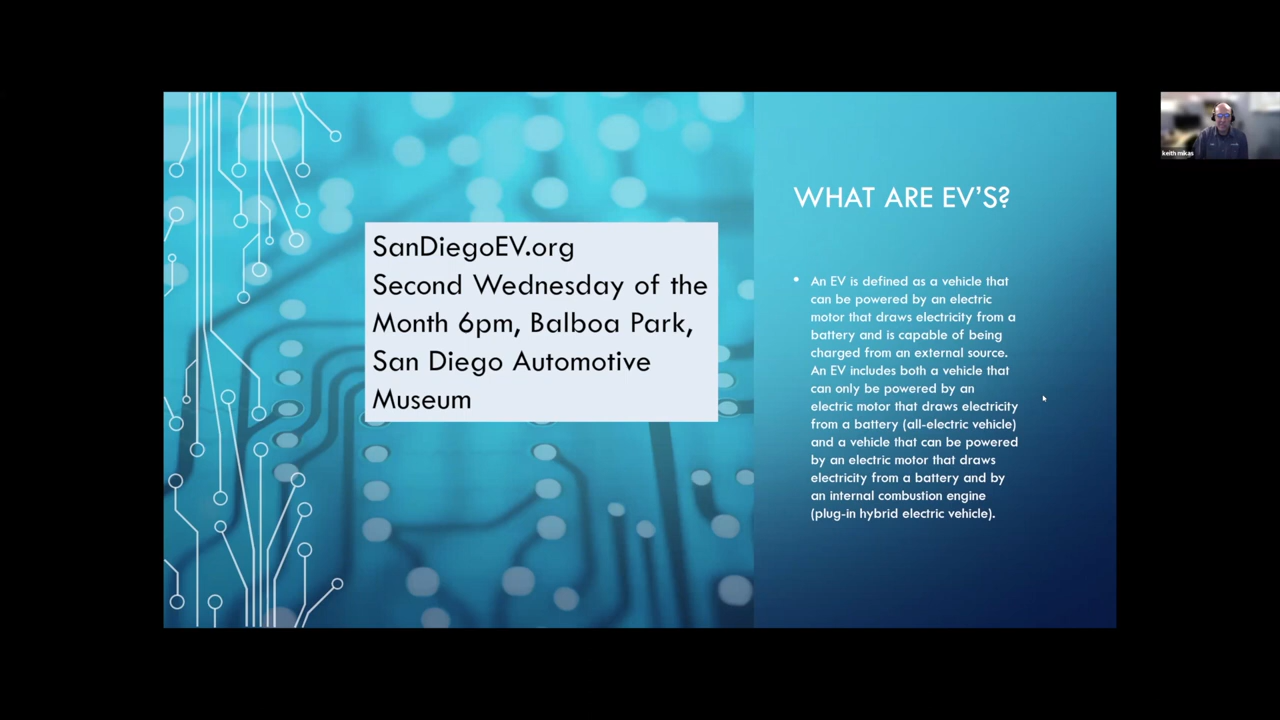 SanDiegoEV.org
Second Wednesday of the
Month 6pm, Balboa Park,
San Diego Automotive
Museum
WHAT ARE EV'S?
• An EV is defined as a vehicle that
can be powered by an electric
motor that draws electricity from a
battery and is capable of being
charged from an external source.
An EV includes both a vehicle that
can only be powered by an
electric motor that draws electricity
from a battery (all-electric vehicle)
and a vehicle that can be powered
by an electric motor that draws
electricity from a battery and by
an internal combustion engine
(plug-in hybrid electric vehicle).
keith mikas